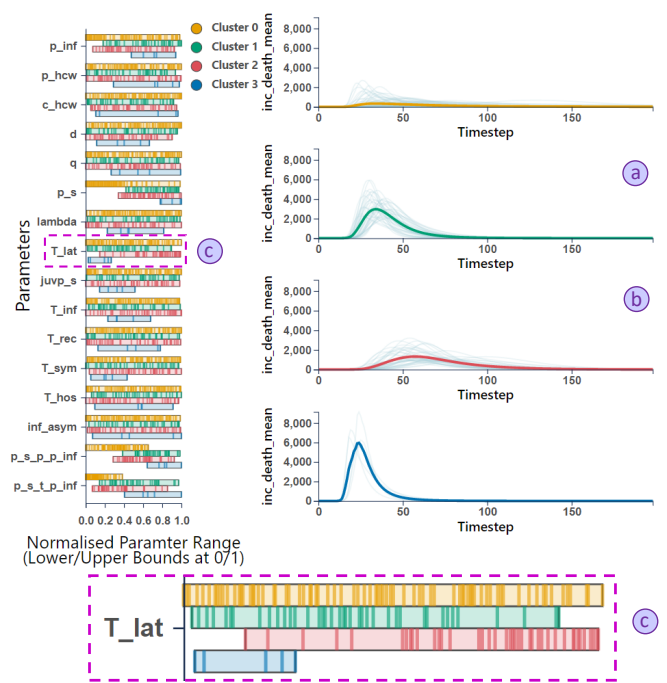 Cluster 0
Cluster 1
Cluster 2
Cluster 3
Parameters
p_inf
p_hcw
c_hcw
d
q
p_s
lambda
T_lat
c
juvp_s
T_inf
T_rec
T_sym
T_hos
inf_asym
p_s_p_p_inf
p_s_t_p_inf
0.0 0.2 0.4 0.6 0.8 1.0
Normalised Paramter Range
(Lower/Upper Bounds at 0/1)
inc_death_mean
8,000
6,000
4,000
2,000
0
0 50 100 150
Timestep
a
inc_death_mean
8,000
6,000
4,000
2,000
0
0 50 100 150
Timestep
b
inc_death_mean
8,000
6,000
4,000
2,000
0
0 50 100 150
Timestep
inc_death_mean
8,000
6,000
4,000
2,000
0
0 50 100 150
Timestep
T_lat
c